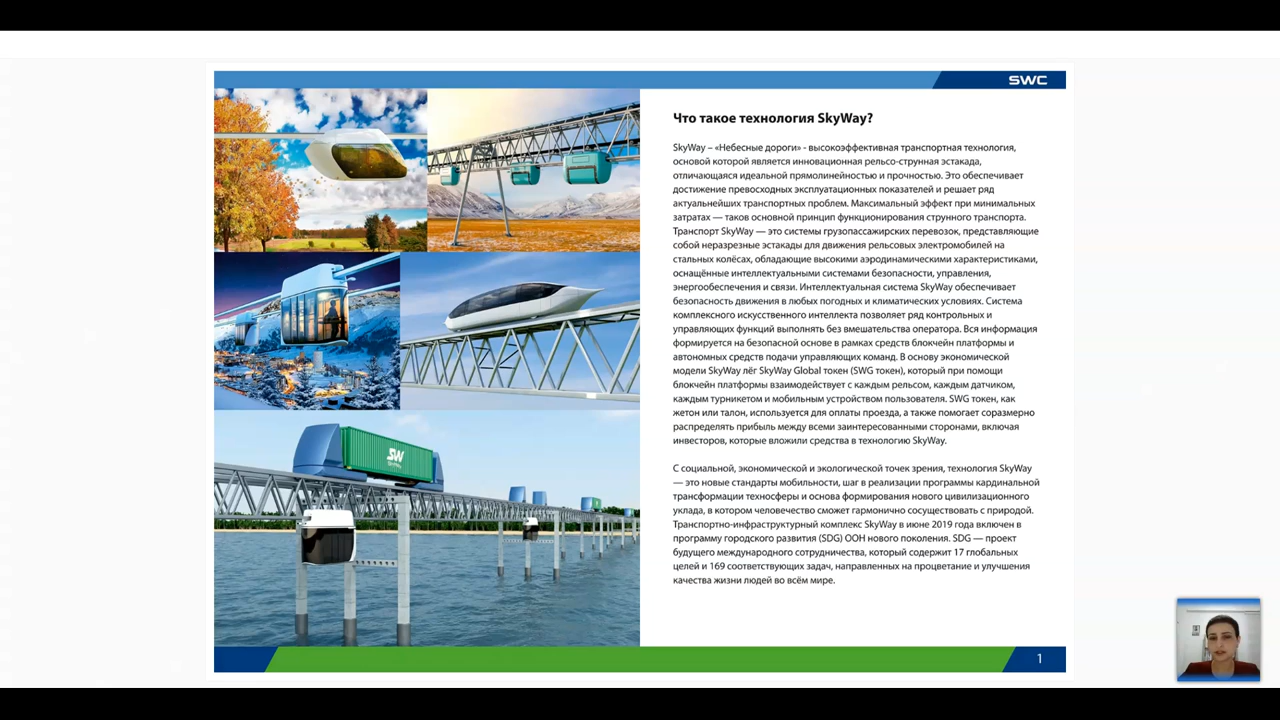 SWC
Что такое технология SkyWay?
SkyWay – «Небесные дороги» - высокоэффективная транспортная технология,
основой которой является инновационная рельсо-струнная эстакада,
отличающаяся идеальной прямолинейностью и прочностью. Это обеспечивает
достижение превосходных эксплуатационных показателей и решает ряд
актуальнейших транспортных проблем. Максимальный эффект при минимальных
затратах — таков основной принцип функционирования струнного транспорта.
Транспорт SkyWay — это системы грузопассажирских перевозок, представляющие
собой неразрезные эстакады для движения рельсовых электромобилей на
стальных колёсах, обладающие высокими аэродинамическими характеристиками,
оснащённые интеллектуальными системами безопасности, управления,
энергообеспечения и связи. Интеллектуальная система SkyWay обеспечивает
безопасность движения в любых погодных и климатических условиях. Система
комплексного искусственного интеллекта позволяет ряд контрольных и
управляющих функций выполнять без вмешательства оператора. Вся информация
формируется на безопасной основе в рамках средств блокчейн платформы и
автономных средств подачи управляющих команд. В основу экономической
модели SkyWay лёг SkyWay Global токен (SWG токен), который при помощи
блокчейн платформы взаимодействует с каждым рельсом, каждым датчиком,
каждым турникетом и мобильным устройством пользователя. SWG токен, как
жетон или талон, используется для оплаты проезда, а также помогает соразмерно
распределять прибыль между всеми заинтересованными сторонами, включая
инвесторов, которые вложили средства в технологию SkyWay.
С социальной, экономической и экологической точек зрения, технология SkyWay
— это новые стандарты мобильности, шаг в реализации программы кардинальной
трансформации техносферы и основа формирования нового цивилизационного
уклада, в котором человечество сможет гармонично сосуществовать с природой.
Транспортно-инфраструктурный комплекс SkyWay в июне 2019 года включен в
программу городского развития (SDG) ООН нового поколения. SDG — проект
будущего международного сотрудничества, который содержит 17 глобальных
целей и 169 соответствующих задач, направленных на процветание и улучшения
качества жизни людей во всём мире.
SW
SkyWay
1